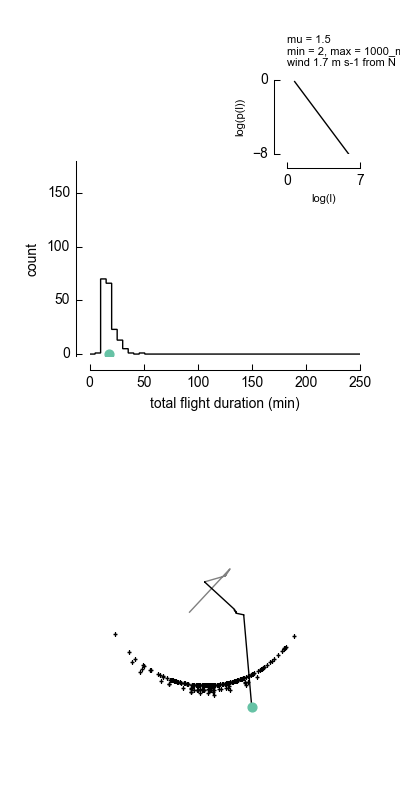 mu = 1.5
min = 2, max = 1000_m
wind 1.7 m s-1 from N
0
log(p(l))
−8
0 7
log(l)
150
100
count
50
0
0 50 100 150 200 250
total flight duration (min)